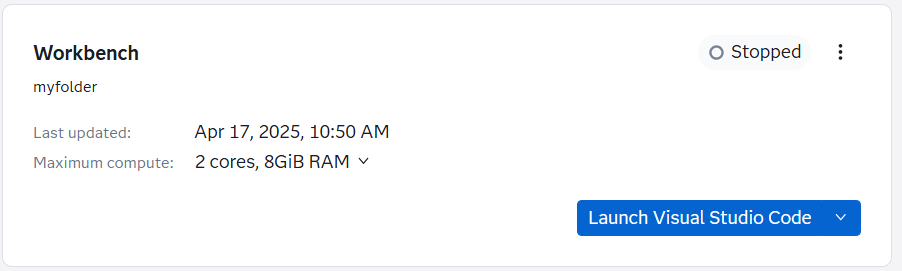 Workbench
Stopped
myfolder
Last updated: Apr 17, 2025, 10:50 AM
Maximum compute: 2 cores, 8GiB RAM
Launch Visual Studio Code